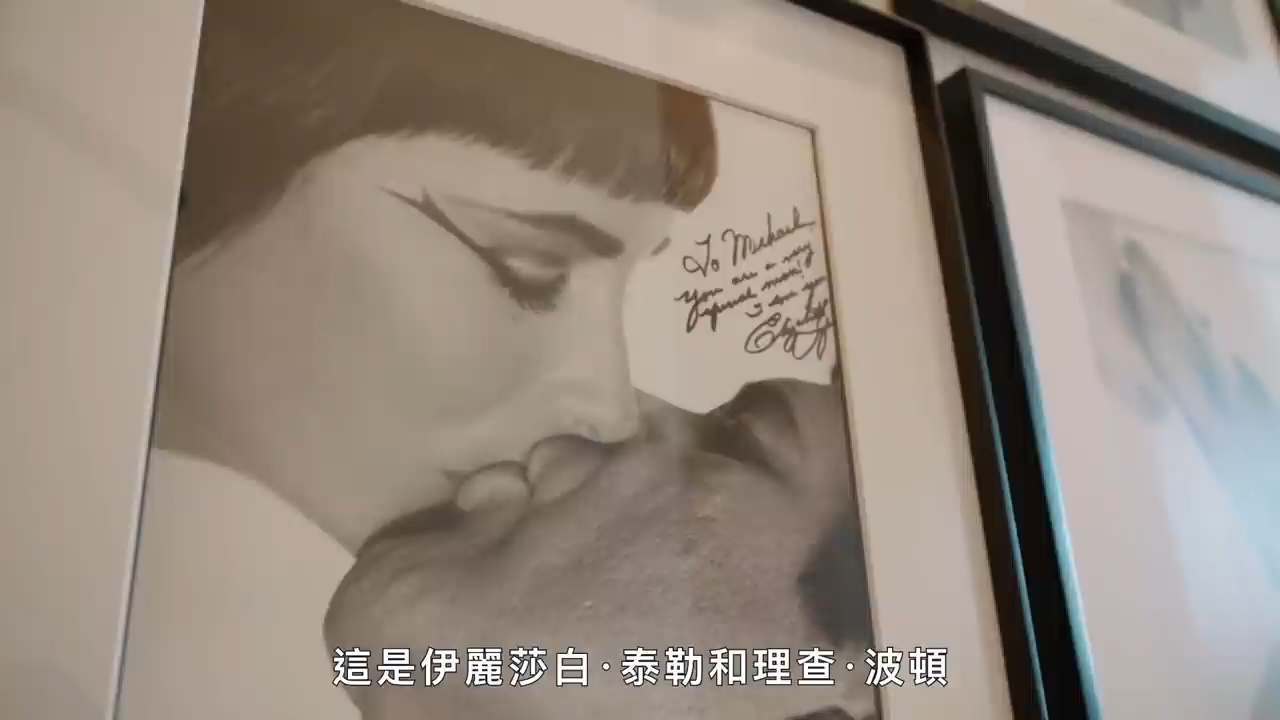 To Michael
you are a very
special man!
I love you
這是伊麗莎白·泰勒和理查·波頓